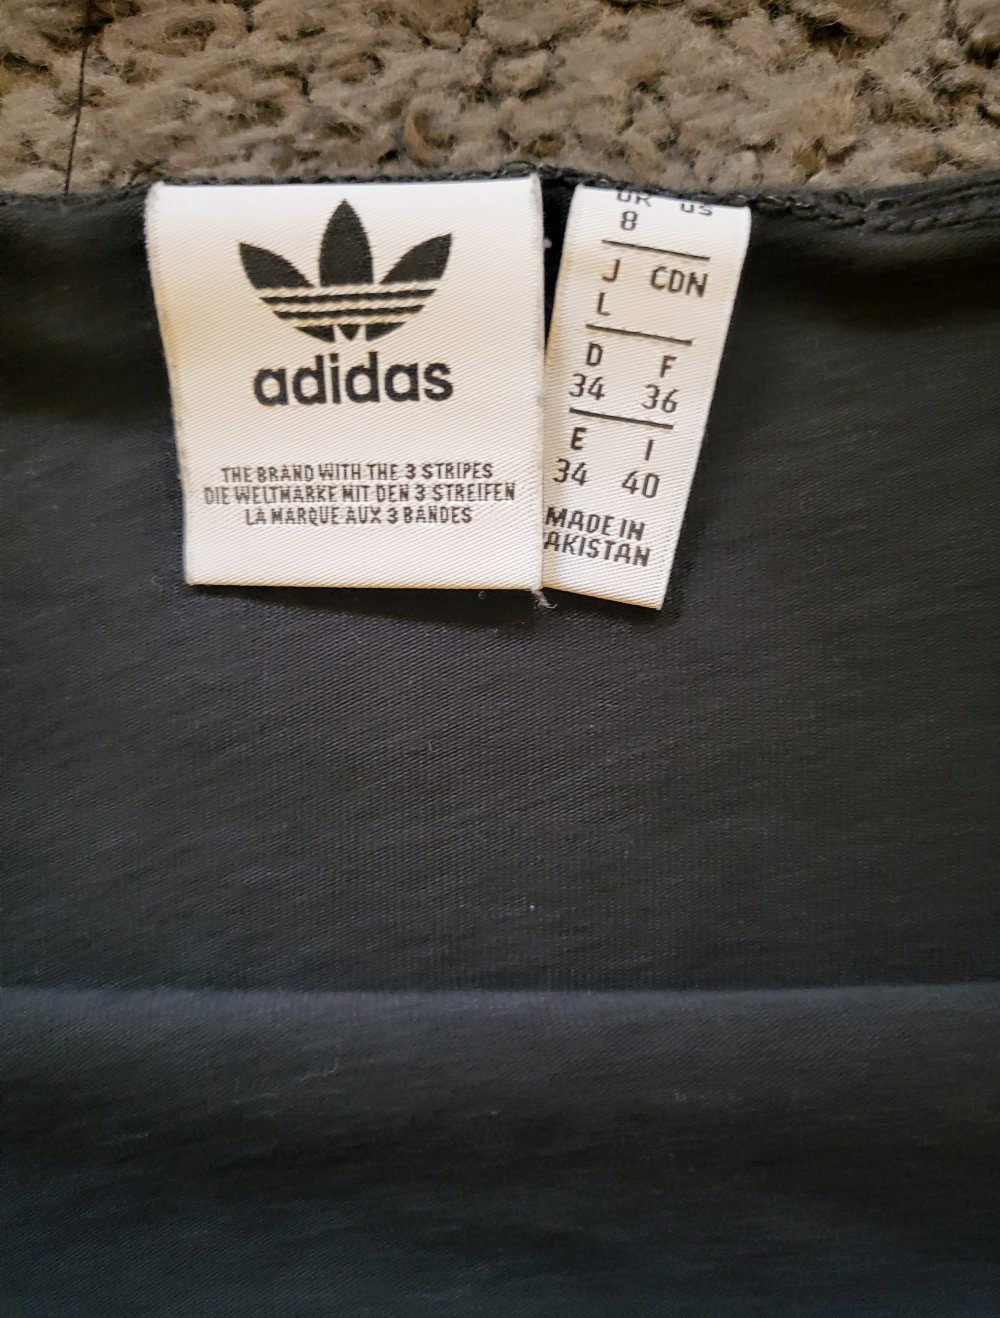 adidas
THE BRAND WITH THE 3 STRIPES
DIE WELTMARKE MIT DEN 3 STREIFEN
LA MARQUE AUX 3 BANDES
US
8
J CDN
L
D F
34 36
E I
34 40
MADE IN
AKISTAN